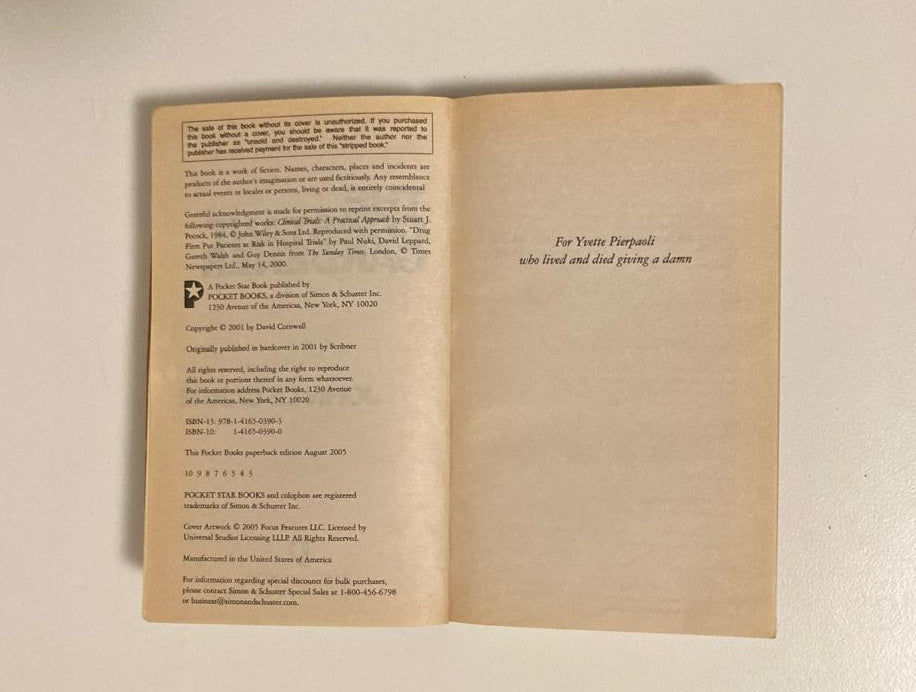 The sale of this book without its cover is unauthorized. If you purchased
this book without a cover, you should be aware that it was reported to
the publisher as "unsold and destroyed." Neither the author nor the
publisher has received payment for the sale of this "stripped book."
This book is a work of fiction. Names, characters, places and incidents are
products of the author's imagination or are used fictitiously. Any resemblance
to actual events or locales or persons, living or dead, is entirely coincidental
Grateful acknowledgment is made for permission to reprint excerpts from the
following copyrighted works: Clinical Trials: A Practical Approach by Stuart J.
Pocock, 1984, © John Wiley & Sons Ltd. Reproduced with permission. "Drug
Firm Put Patients at Risk in Hospital Trials" by Paul Nuki, David Leppard,
Gareth Walsh and Guy Dennis from The Sunday Times, London, © Times
Newspapers Ltd., May 14, 2000.
A Pocket Star Book published by
POCKET BOOKS, a division of Simon & Schuster Inc.
1230 Avenue of the Americas, New York, NY 10020
Copyright © 2001 by David Cornwall
Originally published in hardcover in 2001 by Scribner
All rights reserved, including the right to reproduce
this book or portions thereof in any form whatsoever.
For information address Pocket Books, 1230 Avenue
of the Americas, New York, NY 10020
ISBN-13: 978-1-4165-0390-3
ISBN-10: 1-4165-0390-0
This Pocket Books paperback edition August 2005
10 9 8 7 6 5 4 3
POCKET STAR BOOKS and colophon are registered
trademarks of Simon & Schuster Inc.
Cover Artwork © 2005 Focus Features LLC. Licensed by
Universal Studios Licensing LLLP. All Rights Reserved.
Manufactured in the United States of America
For information regarding special discounts for bulk purchases,
please contact Simon & Schuster Special Sales at 1-800-456-6798
or business@simonandschuster.com.
For Yvette Pierpaoli
who lived and died giving a damn